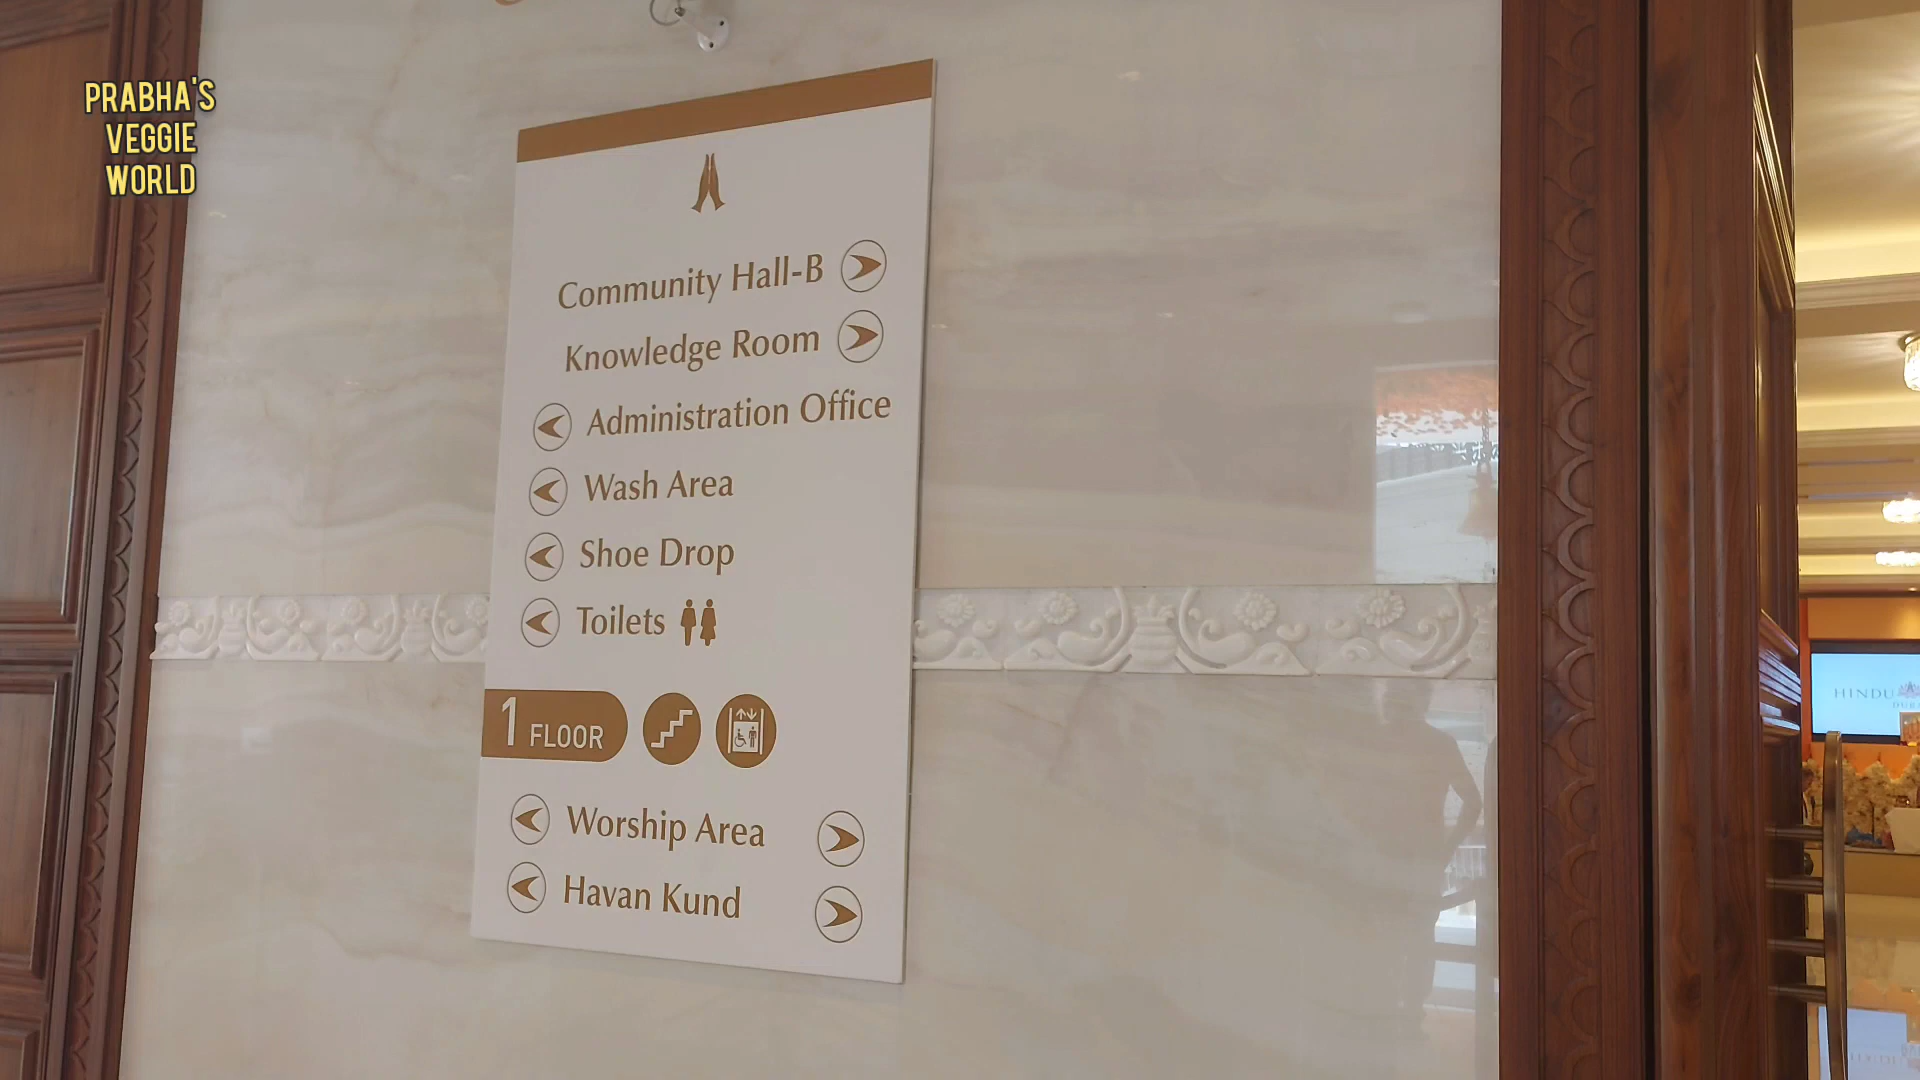 PRABHA'S
VEGGIE
WORLD
Community Hall-B
Knowledge Room
Administration Office
Wash Area
Shoe Drop
Toilets
1 FLOOR
Worship Area
Havan Kund
HINDU